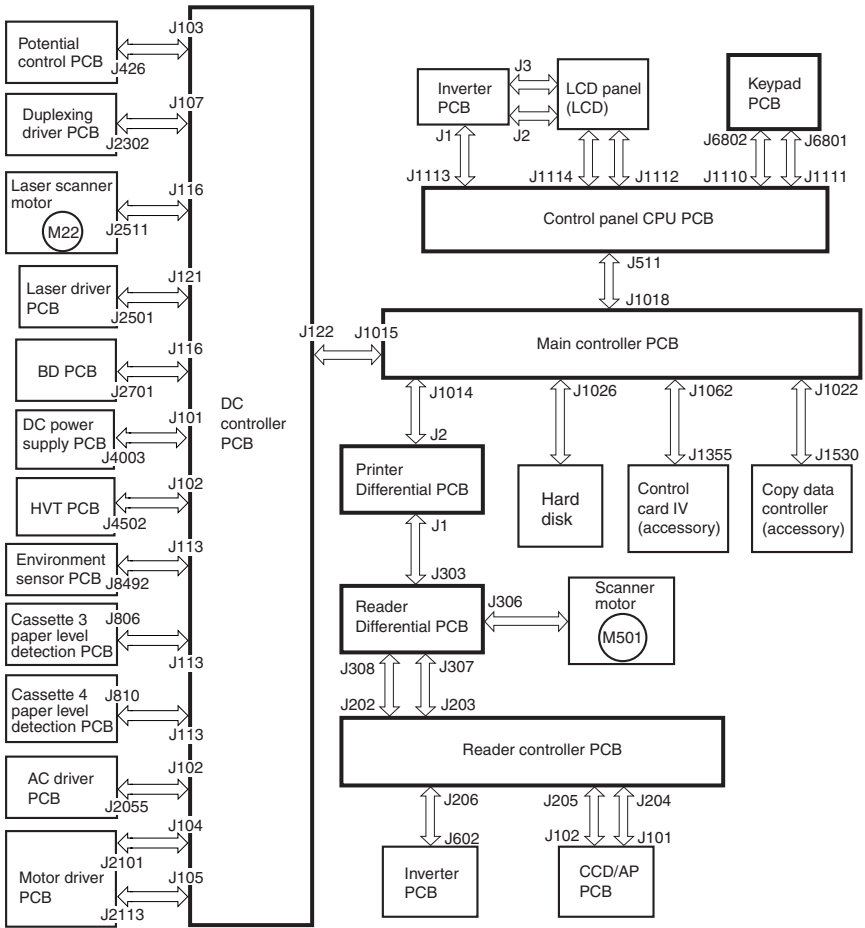 J103
Potential
control PCB
J426
J107
Duplexing
driver PCB
J2302
J116
Laser scanner
motor
M22
J2511
J121
Laser driver
PCB
J2501
J116
BD PCB
J2701
J101
DC power
supply PCB
J4003
J102
HVT PCB
J4502
J113
Environment
sensor PCB
J8492
Cassette 3
paper level
detection PCB
J806
J113
Cassette 4
paper level
detection PCB
J810
J113
J102
AC driver
PCB
J2055
J104
J2101
Motor driver
PCB
J105
J2113
DC
controller
PCB
J122
J1015
Inverter
PCB
J3
J2
LCD panel
(LCD)
Keypad
PCB
J1
J6802
J6801
J1113
J1114
J1112
J1110
J1111
Control panel CPU PCB
J511
J1018
Main controller PCB
J1014
J1026
J1062
J1022
J2
J1355
J1530
Printer
Differential PCB
Hard
disk
Control
card IV
(accessory)
Copy data
controller
(accessory)
J1
J303
Reader
Differential PCB
J306
Scanner
motor
M501
J308
J307
J202
J203
Reader controller PCB
J206
J205
J204
J602
J102
J101
Inverter
PCB
CCD/AP
PCB